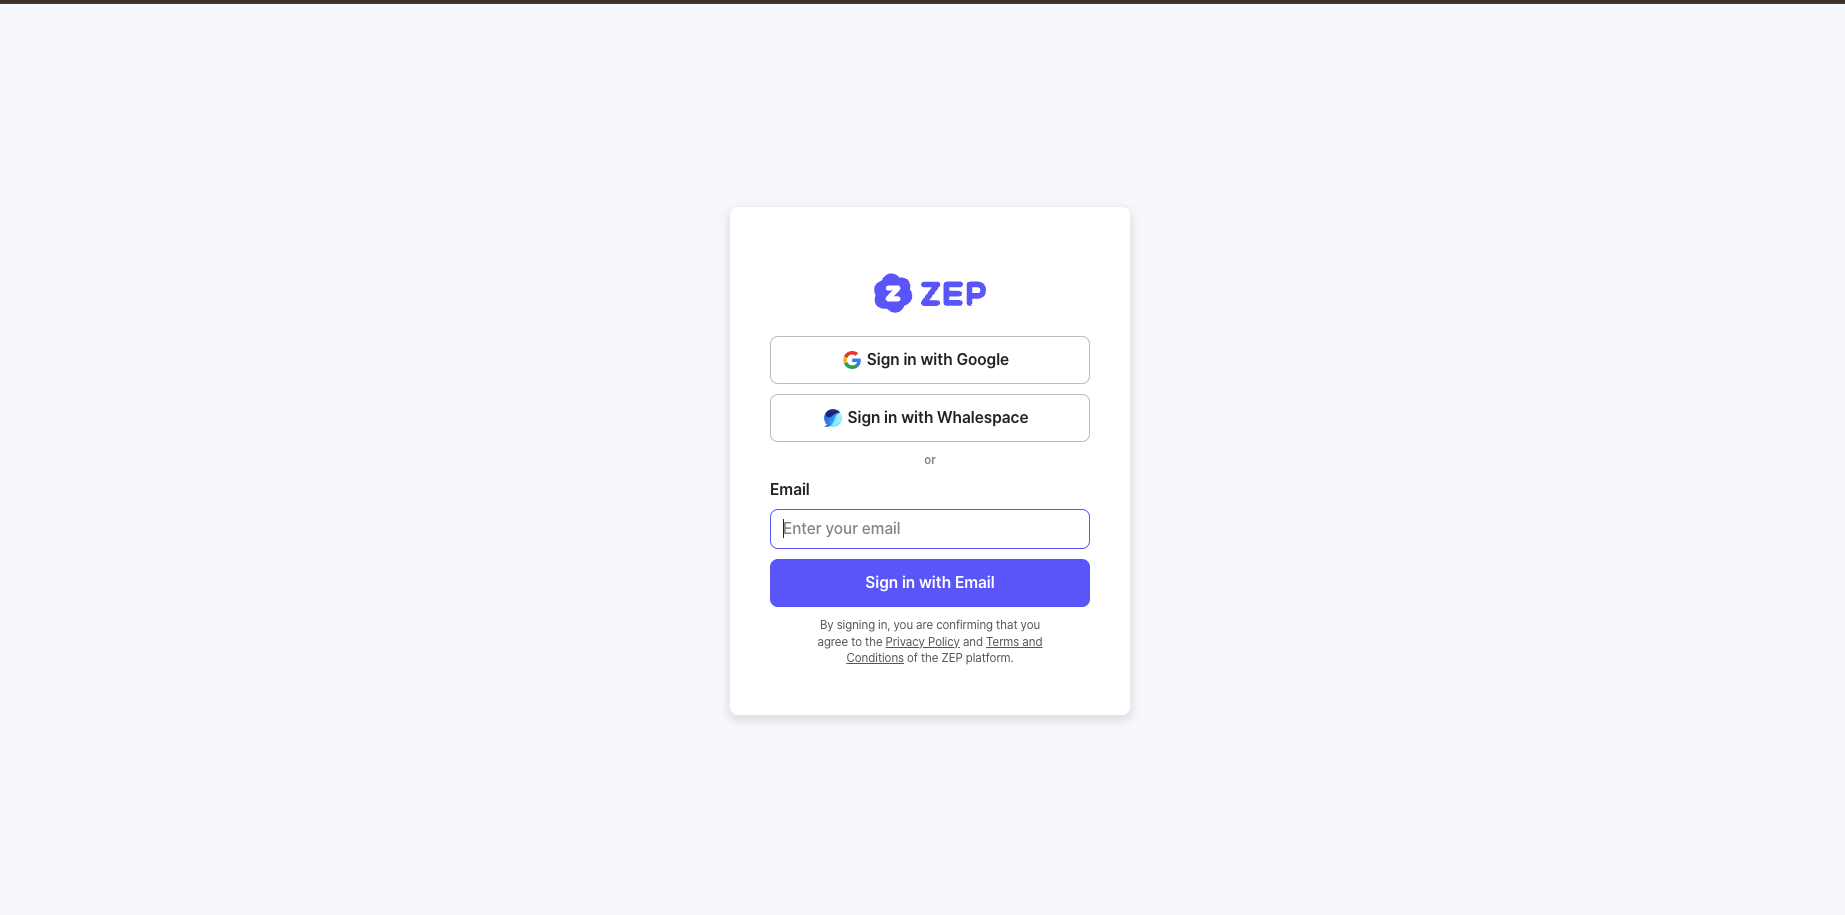 Z ZEP
Sign in with Google
Sign in with Whalespace
or
Email
Enter your email
Sign in with Email
By signing in, you are confirming that you
agree to the Privacy Policy and Terms and
Conditions of the ZEP platform.